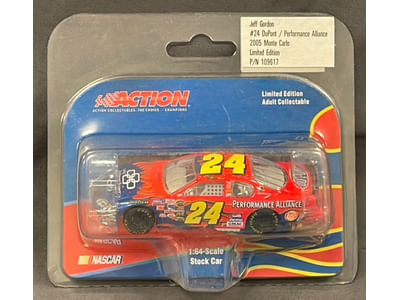 Jeff Gordon
#24 DuPont / Performance Alliance
2005 Monte Carlo
Limited Edition
P/N 109617
ACTION
ACTION COLLECTABLES. THE CHOICE OF CHAMPIONS
Limited Edition
Adult Collectable
24
24
PERFORMANCE ALLIANCE
1:64-Scale
Stock Car
NASCAR